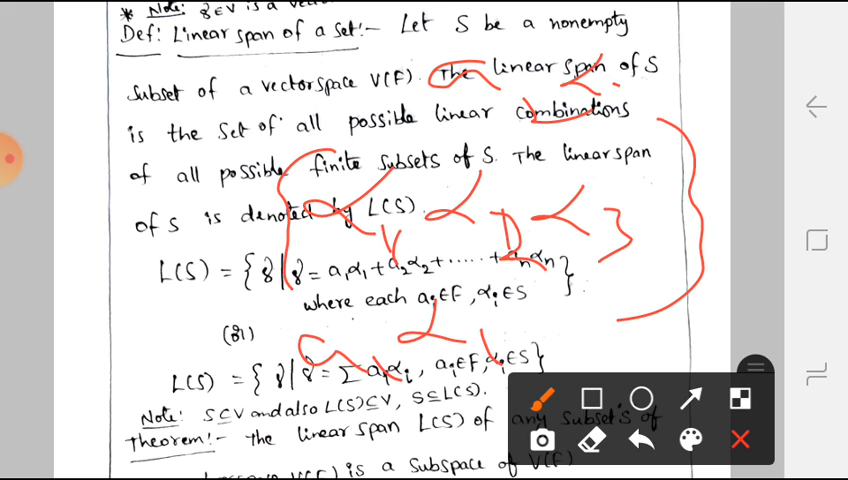 * Note: γ∈V is a
Def: Linear span of a set:- Let S be a nonempty
Subset of a vectorspace V(F). The linear span of S
is the set of all possible linear combinations
of all possible finite subsets of S. The linear span
of S is denoted by L(S).
L(S) = {γ | γ = a₁α₁ + a₂α₂ + ...... + aₙαₙ
where each aᵢ∈F, αᵢ∈S }.
(or)
L(S) = {γ | γ = Σ aᵢαᵢ, aᵢ∈F, αᵢ∈S}
Note: S⊆V and also L(S)⊆V, S⊆L(S).
Theorem:- The linear span L(S) of any subset's of
V(F) is a subspace of V(F)